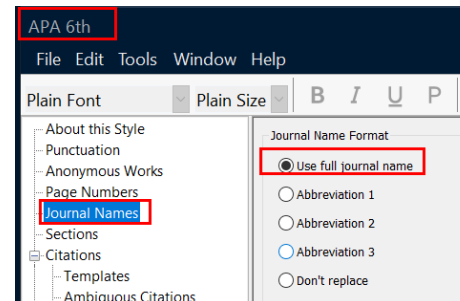 APA 6th
File Edit Tools Window Help
Plain Font Plain Size B I U P
About this Style
Punctuation
Anonymous Works
Page Numbers
Journal Names
Sections
Citations
Templates
Ambiguous Citations
Journal Name Format
Use full journal name
Abbreviation 1
Abbreviation 2
Abbreviation 3
Don't replace